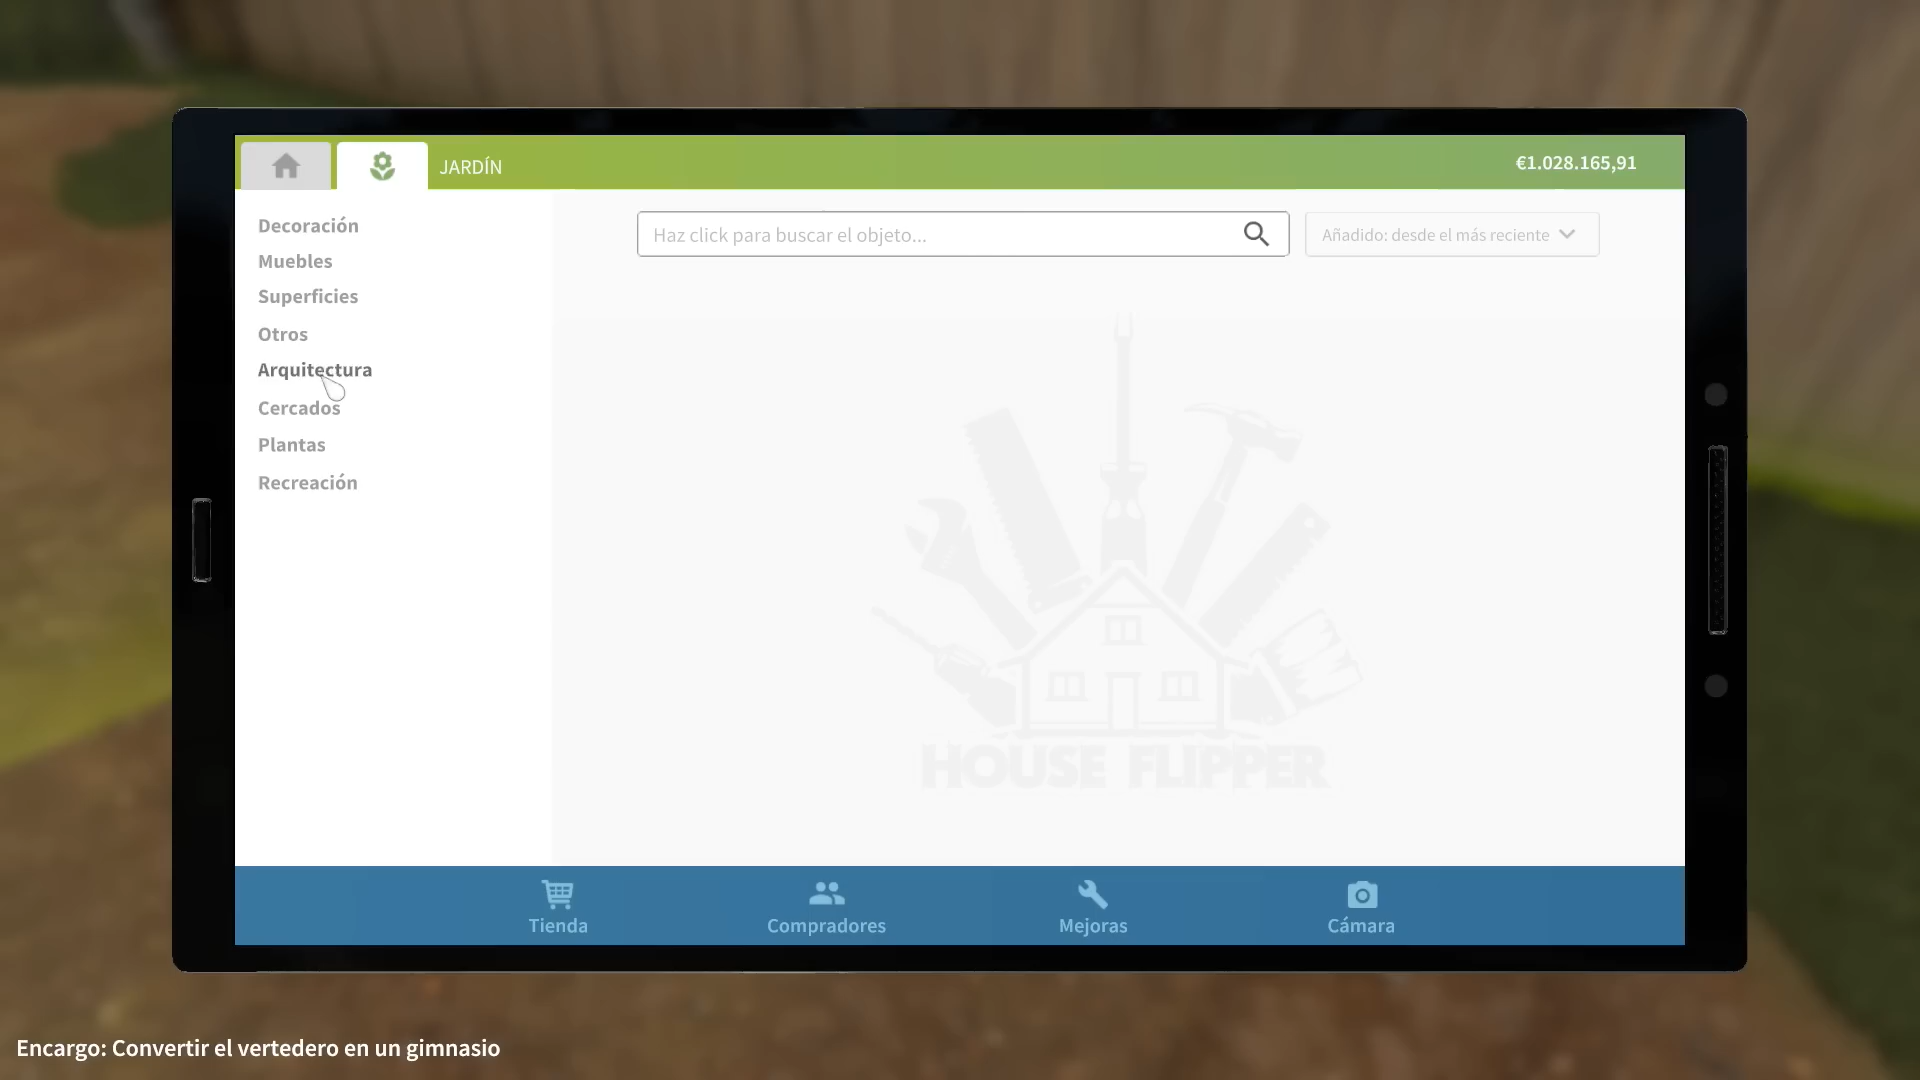 JARDÍN
€1.028.165,91
Decoración
Muebles
Superficies
Otros
Arquitectura
Cercados
Plantas
Recreación
Haz click para buscar el objeto...
Añadido: desde el más reciente
HOUSE FLIPPER
Tienda
Compradores
Mejoras
Cámara
Encargo: Convertir el vertedero en un gimnasio